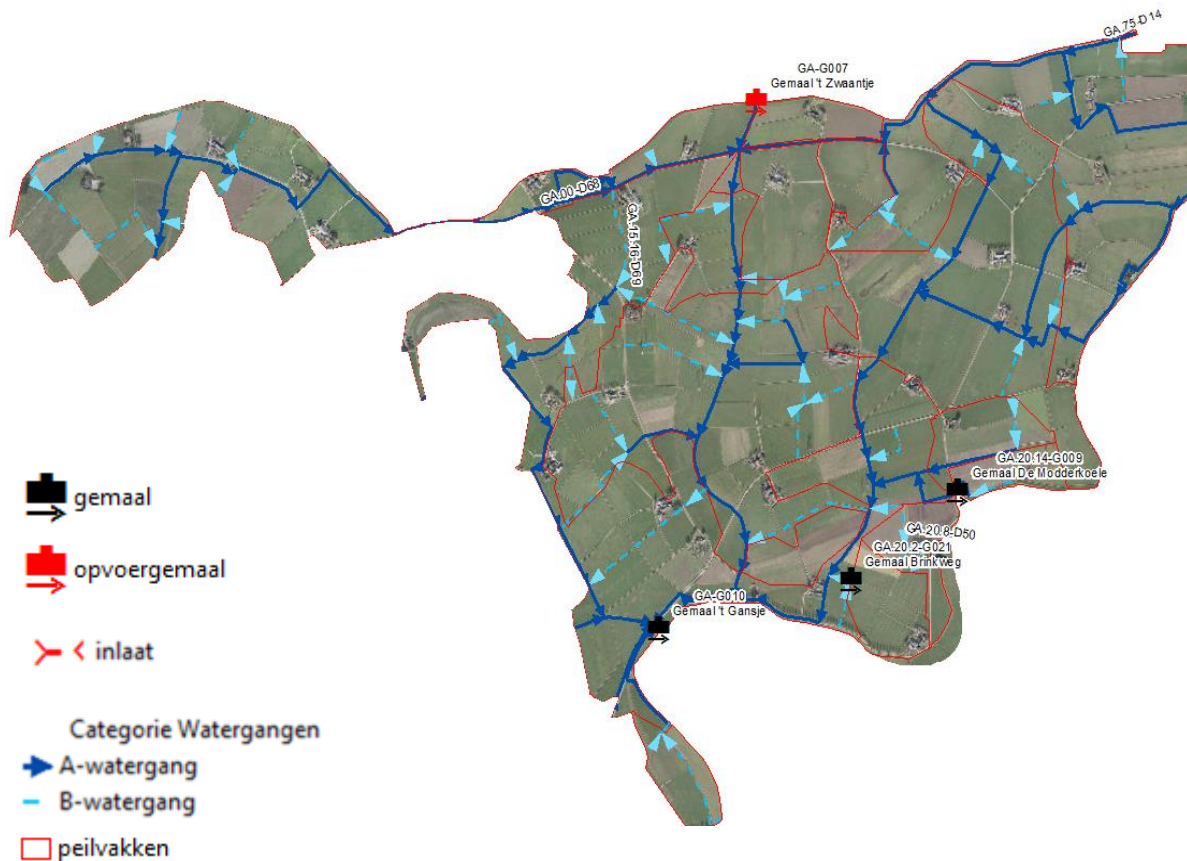 GA.75-D14
GA-G007
Gemaal 't Zwaantje
GA.00-D68
GA.15.16-D69
GA.20.14-G009
Gemaal De Modderkoele
GA.20.8-D50
GA.20.2-G021
Gemaal Brinkweg
GA-G010
Gemaal 't Gansje
gemaal
opvoergemaal
inlaat
Categorie Watergangen
A-watergang
B-watergang
peilvakken